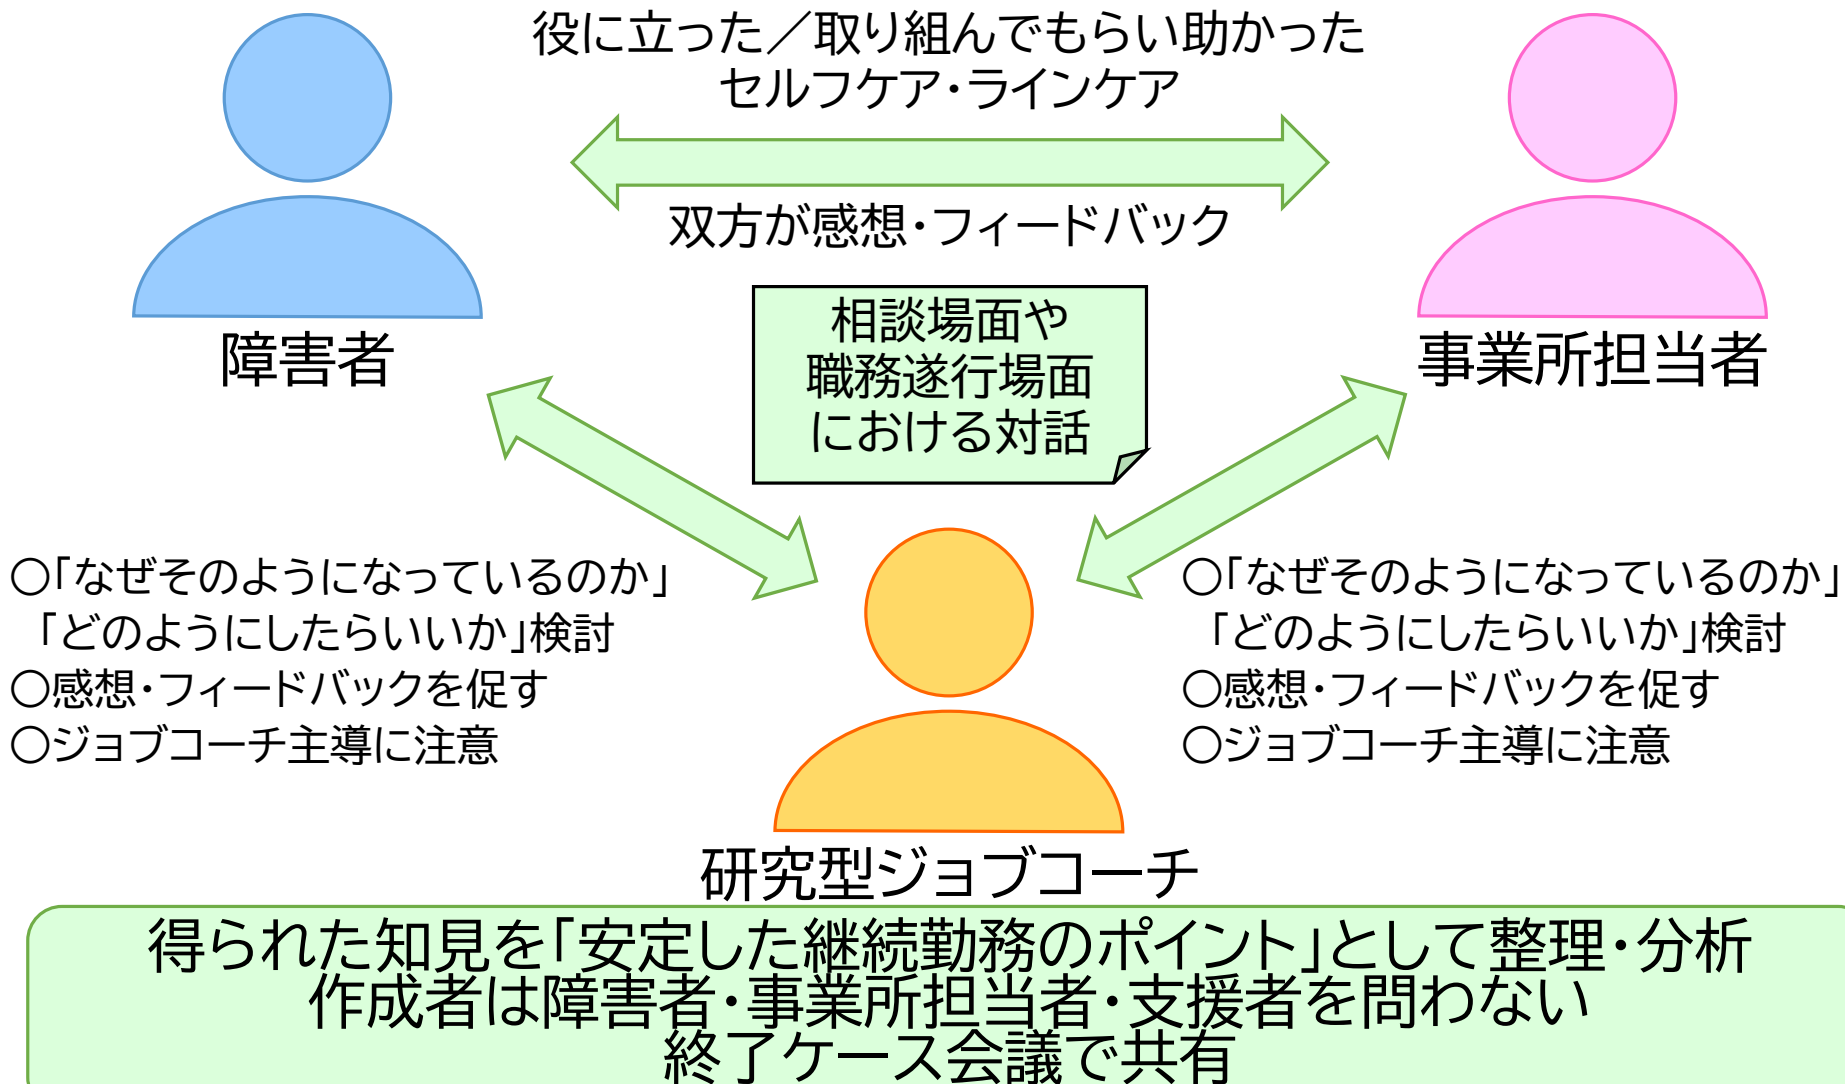 役に立った／取り組んでもらい助かった
セルフケア・ラインケア
双方が感想・フィードバック
相談場面や
職務遂行場面
における対話
障害者
事業所担当者
〇「なぜそのようになっているのか」
「どのようにしたらいいか」検討
〇感想・フィードバックを促す
〇ジョブコーチ主導に注意
〇「なぜそのようになっているのか」
「どのようにしたらいいか」検討
〇感想・フィードバックを促す
〇ジョブコーチ主導に注意
研究型ジョブコーチ
得られた知見を「安定した継続勤務のポイント」として整理・分析
作成者は障害者・事業所担当者・支援者を問わない
終了ケース会議で共有